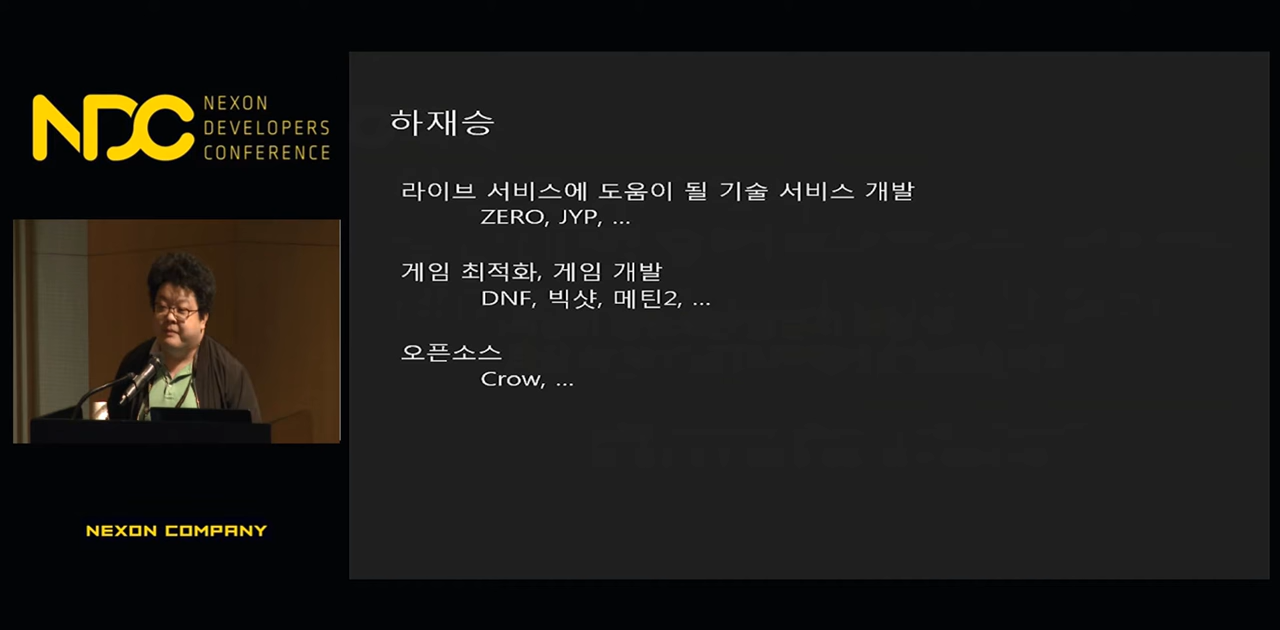 NDC
NEXON
DEVELOPERS
CONFERENCE
하재승
라이브 서비스에 도움이 될 기술 서비스 개발
ZERO, JYP, ...
게임 최적화, 게임 개발
DNF, 빅샷, 메틴2, ...
오픈소스
Crow, ...
NEXON COMPANY